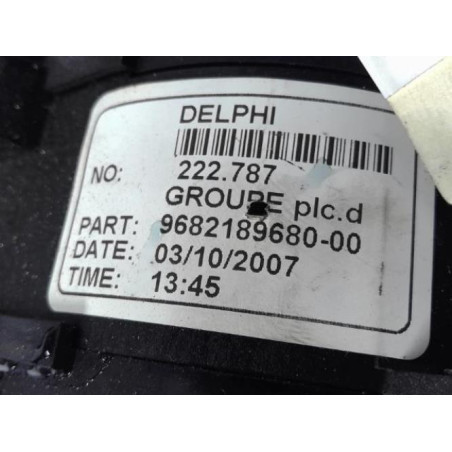 DELPHI
NO: 222.787
GROUPE plc.d
PART: 9682189680-00
DATE: 03/10/2007
TIME: 13:45